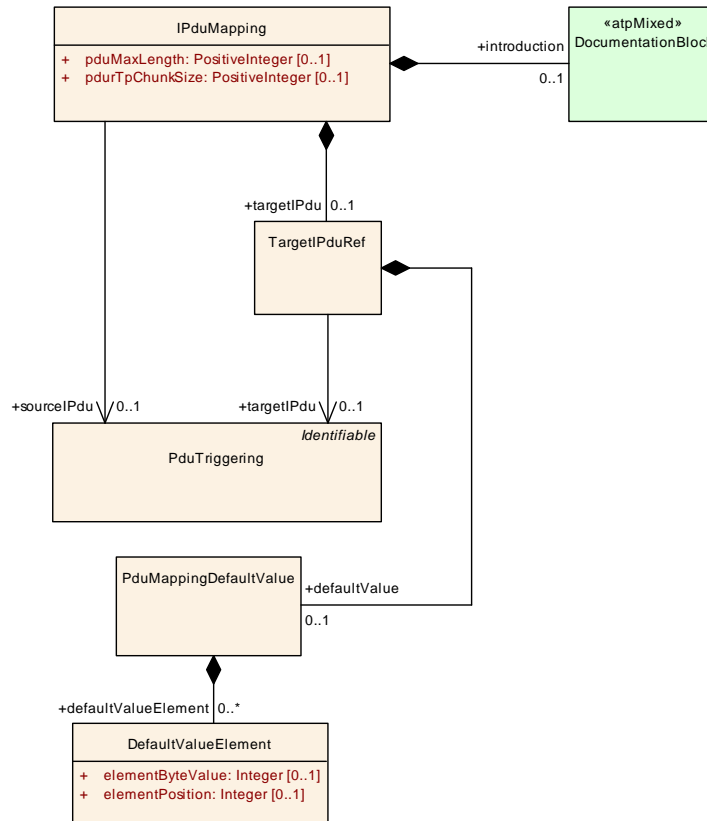 IPduMapping
+ pduMaxLength: PositiveInteger [0..1]
+ pdurTpChunkSize: PositiveInteger [0..1]
«atpMixed»
DocumentationBlock
+introduction
0..1
+targetIPdu 0..1
TargetIPduRef
+sourceIPdu 0..1
+targetIPdu 0..1
Identifiable
PduTriggering
PduMappingDefaultValue
+defaultValue
0..1
+defaultValueElement 0..*
DefaultValueElement
+ elementByteValue: Integer [0..1]
+ elementPosition: Integer [0..1]